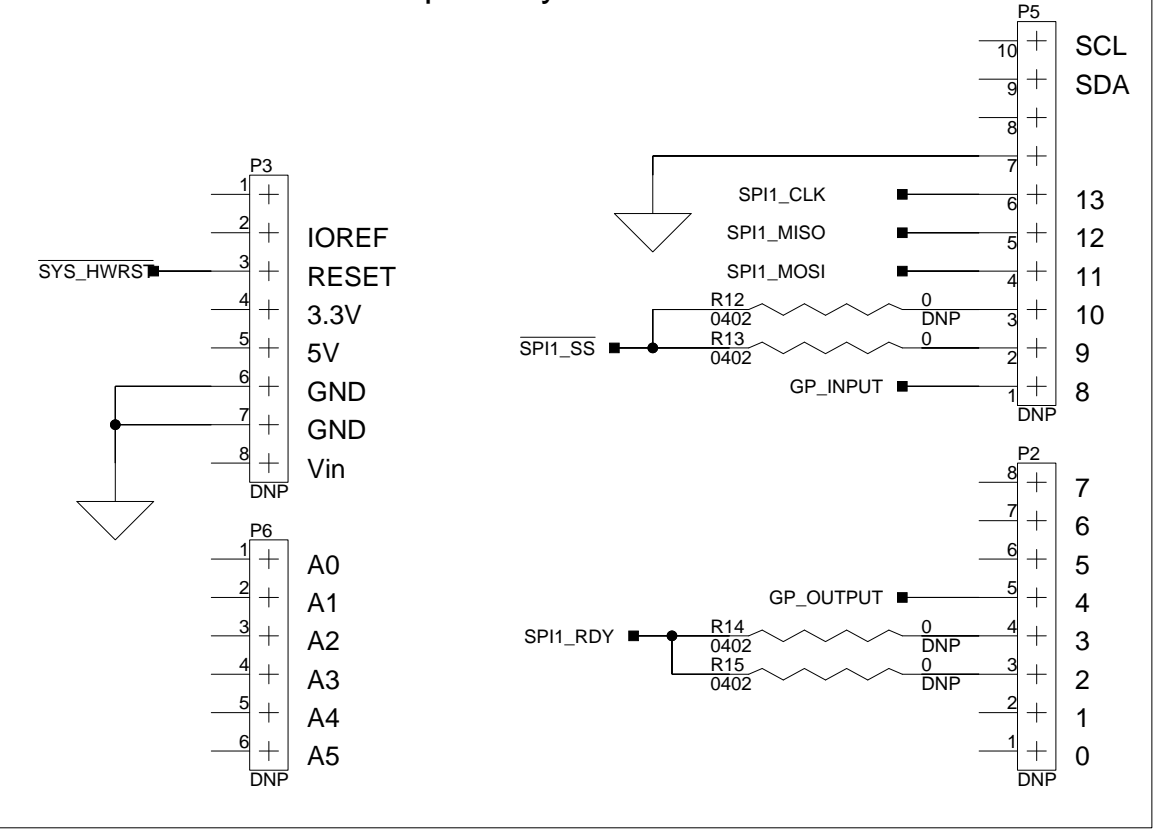 P5
10 SCL
9 SDA
8
7
SPI1_CLK 6 13
SPI1_MISO 5 12
SPI1_MOSI 4 11
R12 0 3 10
0402 DNP
SPI1_SS R13 0 2 9
0402
GP_INPUT 1 8
DNP
P3
1
2 IOREF
SYS_HWRST 3 RESET
4 3.3V
5 5V
6 GND
7 GND
8 Vin
DNP
P6
1 A0
2 A1
3 A2
4 A3
5 A4
6 A5
DNP
P2
8 7
7 6
6 5
GP_OUTPUT 5 4
SPI1_RDY R14 0 4 3
0402 DNP
R15 0 3 2
0402 DNP
2 1
1 0
DNP